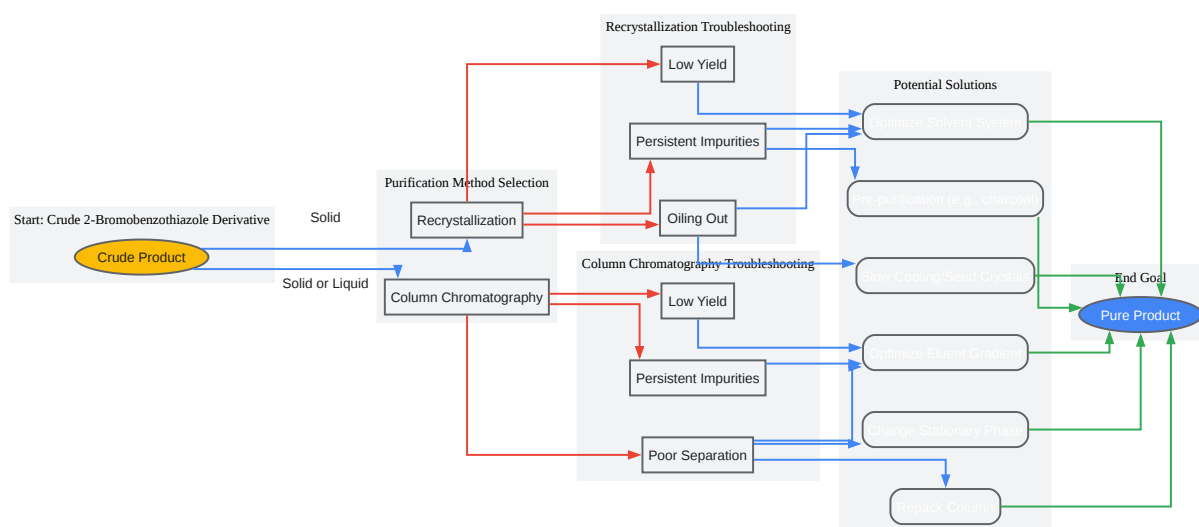 Start: Crude 2-Bromobenzothiazole Derivative
Crude Product
Solid
Solid or Liquid
Purification Method Selection
Recrystallization
Column Chromatography
Recrystallization Troubleshooting
Low Yield
Persistent Impurities
Oiling Out
Column Chromatography Troubleshooting
Low Yield
Persistent Impurities
Poor Separation
Potential Solutions
Optimize Solvent System
Pre-purification (e.g., charcoal)
Slow Cooling/Seed Crystals
Optimize Eluent Gradient
Change Stationary Phase
Repack Column
End Goal
Pure Product